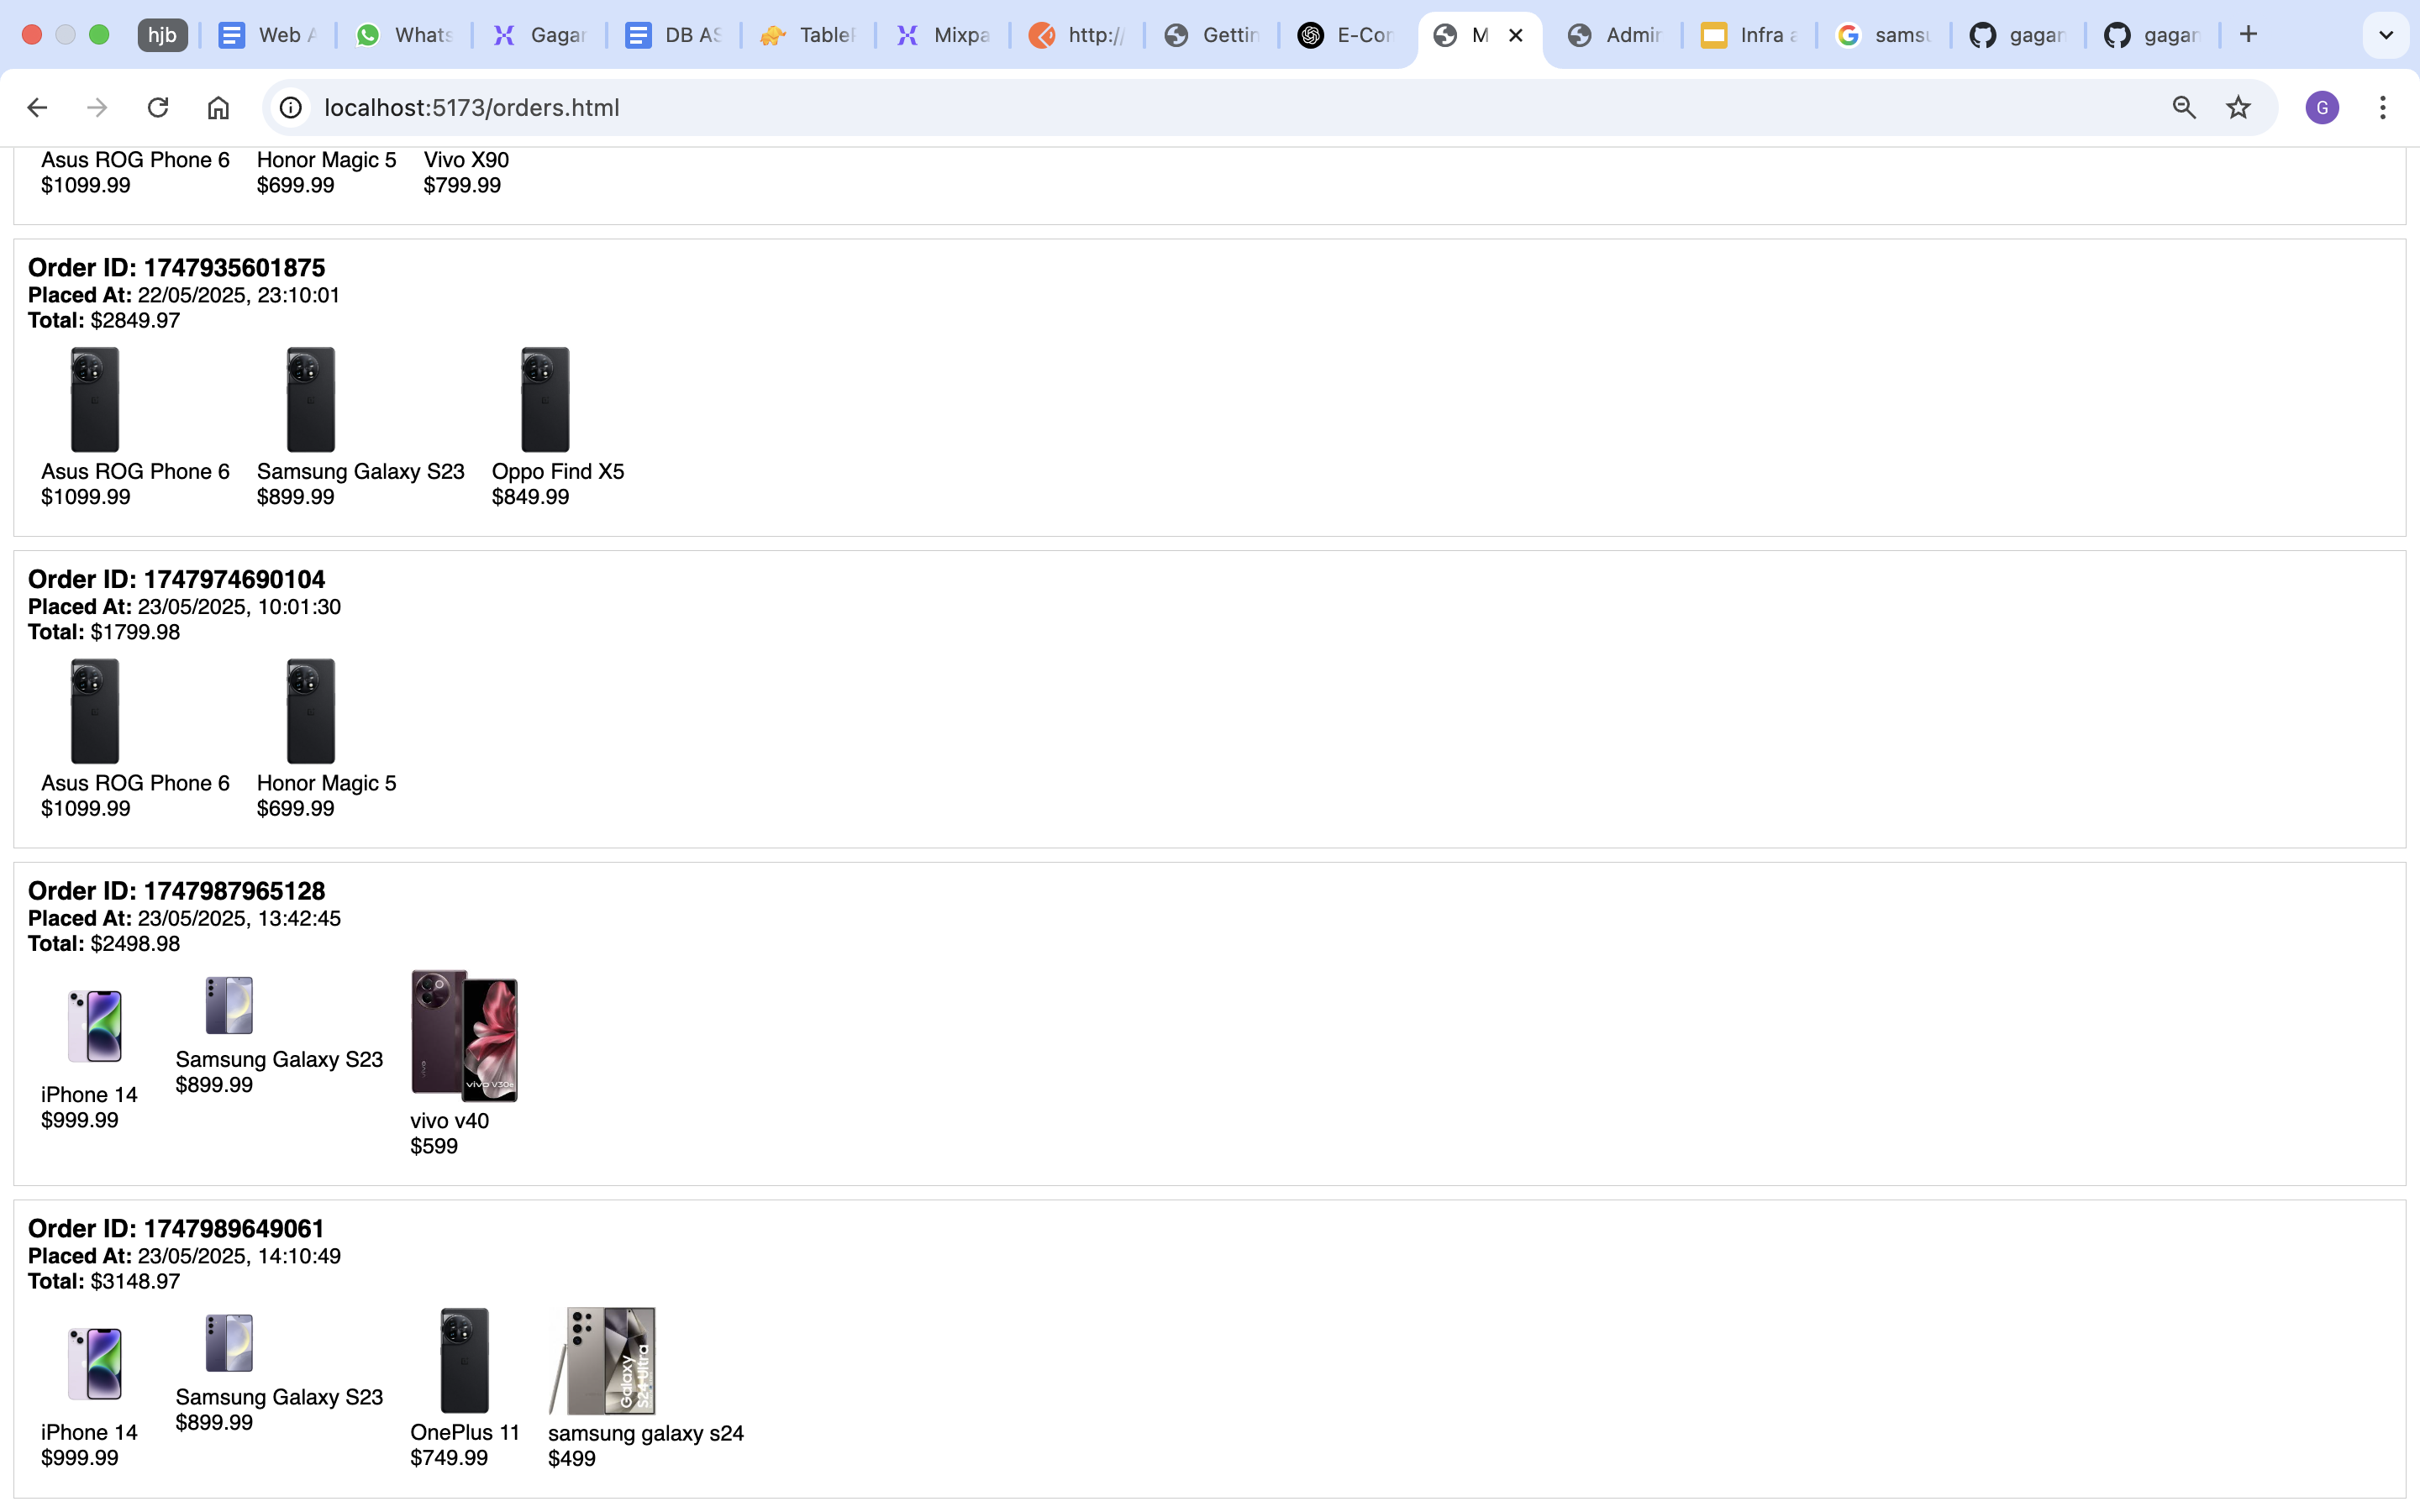 hjb Web A Whats Gagan DB AS TableP Mixpa http:// Gettin E-Con M Admin Infra a samsu gagan gagan
localhost:5173/orders.html G
Asus ROG Phone 6 Honor Magic 5 Vivo X90
$1099.99 $699.99 $799.99
Order ID: 1747935601875
Placed At: 22/05/2025, 23:10:01
Total: $2849.97
Asus ROG Phone 6 Samsung Galaxy S23 Oppo Find X5
$1099.99 $899.99 $849.99
Order ID: 1747974690104
Placed At: 23/05/2025, 10:01:30
Total: $1799.98
Asus ROG Phone 6 Honor Magic 5
$1099.99 $699.99
Order ID: 1747987965128
Placed At: 23/05/2025, 13:42:45
Total: $2498.98
vivo vivo V30e
iPhone 14 Samsung Galaxy S23 vivo v40
$999.99 $899.99 $599
Order ID: 1747989649061
Placed At: 23/05/2025, 14:10:49
Total: $3148.97
Galaxy
S24 Ultra
iPhone 14 Samsung Galaxy S23 OnePlus 11 samsung galaxy s24
$999.99 $899.99 $749.99 $499